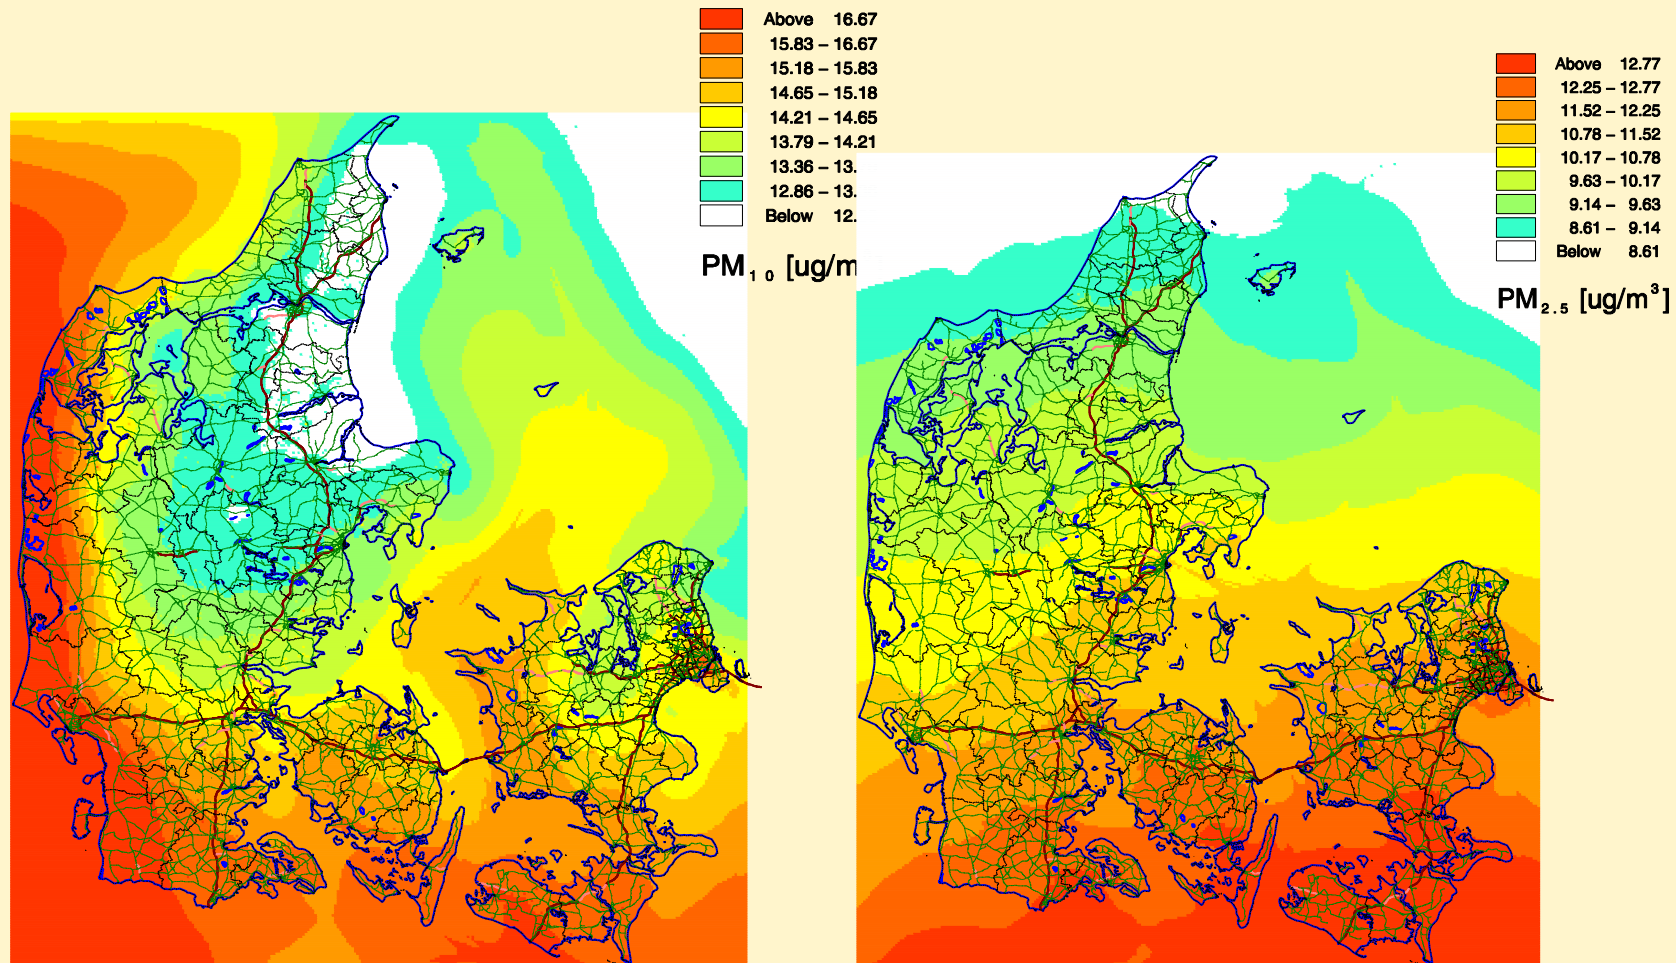 Above 16.67
15.83 – 16.67
15.18 – 15.83
14.65 – 15.18
14.21 – 14.65
13.79 – 14.21
13.36 – 13.
12.86 – 13.
Below 12.
PM10 [ug/m
Above 12.77
12.25 – 12.77
11.52 – 12.25
10.78 – 11.52
10.17 – 10.78
9.63 – 10.17
9.14 – 9.63
8.61 – 9.14
Below 8.61
PM2.5 [ug/m3]